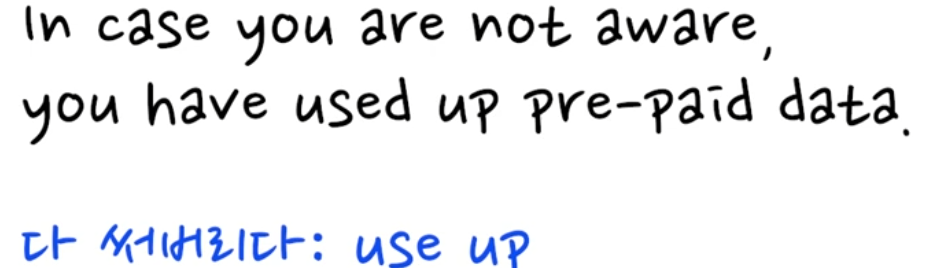 In case you are not aware,
you have used up pre-paid data.
다 써버리다: use up